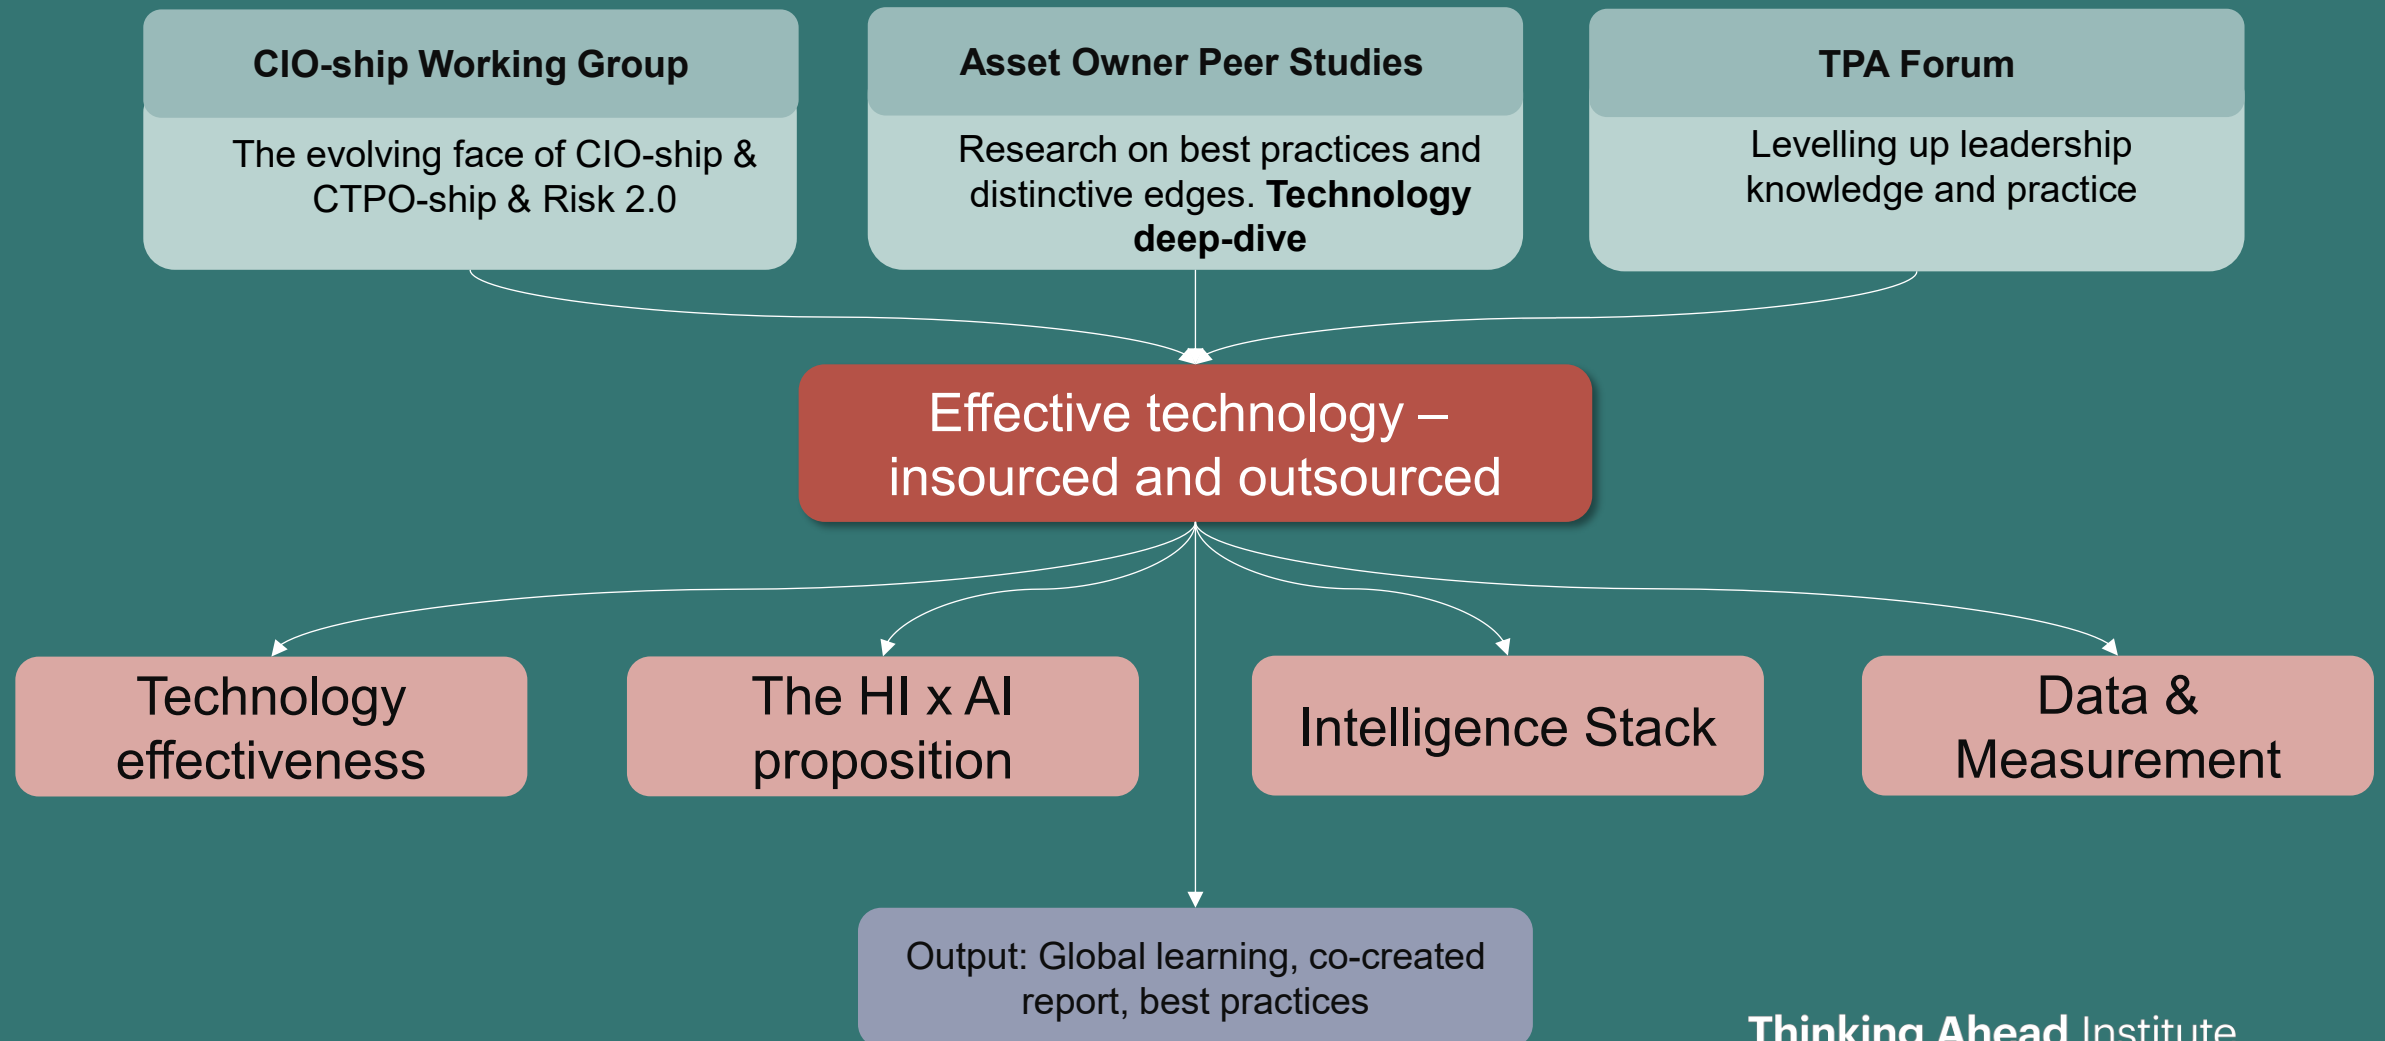 CIO-ship Working Group
The evolving face of CIO-ship &
CTPO-ship & Risk 2.0
Asset Owner Peer Studies
Research on best practices and
distinctive edges. Technology
deep-dive
TPA Forum
Levelling up leadership
knowledge and practice
Effective technology –
insourced and outsourced
Technology
effectiveness
The HI x AI
proposition
Intelligence Stack
Data &
Measurement
Output: Global learning, co-created
report, best practices
Thinking Ahead Institute